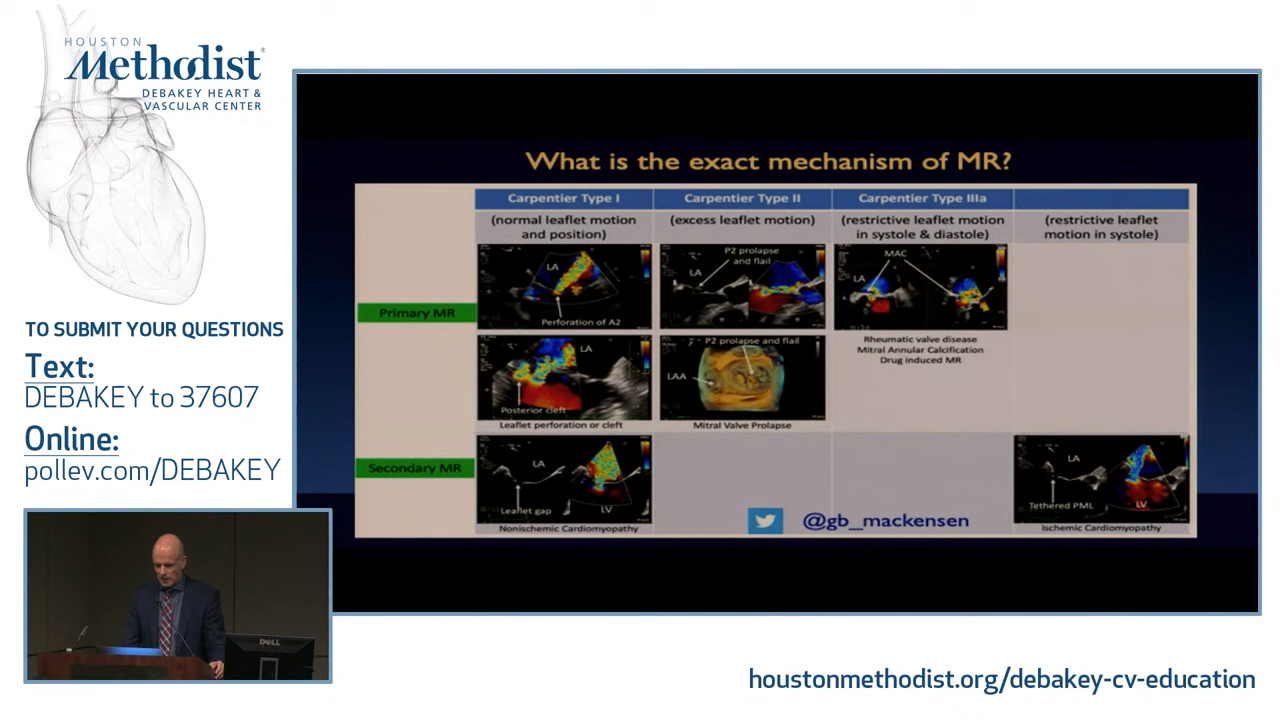 HOUSTON
Methodist®
DEBAKEY HEART &
VASCULAR CENTER
TO SUBMIT YOUR QUESTIONS
Text:
DEBAKEY to 37607
Online:
pollev.com/DEBAKEY
What is the exact mechanism of MR?
Carpentier Type I
Carpentier Type II
Carpentier Type IIIa
(normal leaflet motion
and position)
(excess leaflet motion)
(restrictive leaflet motion
in systole & diastole)
(restrictive leaflet
motion in systole)
Primary MR
LA
Perforation of A2
P2 prolapse
and flail
LA
MAC
LA
Rheumatic valve disease
Mitral Annular Calcification
Drug induced MR
LA
Posterior cleft
Leaflet perforation or cleft
P2 prolapse and flail
LAA
Mitral Valve Prolapse
Secondary MR
LA
Leaflet gap
LV
Nonischemic Cardiomyopathy
@gb_mackensen
LA
Tethered PML
LV
Ischemic Cardiomyopathy
DELL
houstonmethodist.org/debakey-cv-education